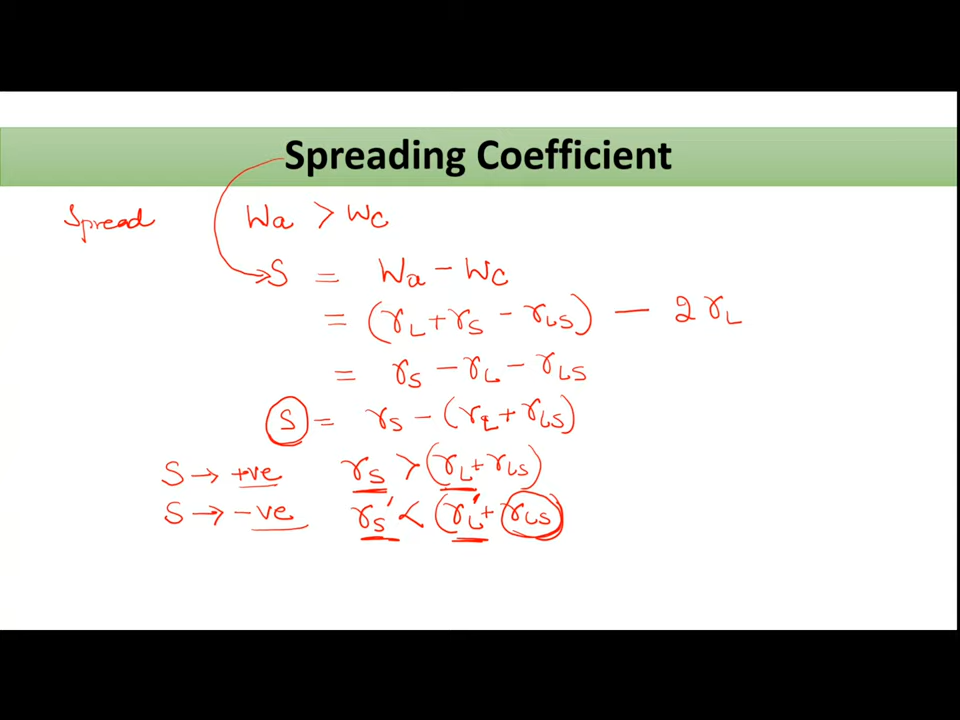 Spreading Coefficient
Spread Wa > Wc
S = Wa - Wc
= (γL + γS - γLS) - 2γL
= γS - γL - γLS
S = γS - (γL + γLS)
S → +ve γS > (γL + γLS)
S → -ve γS' < (γL' + γLS)